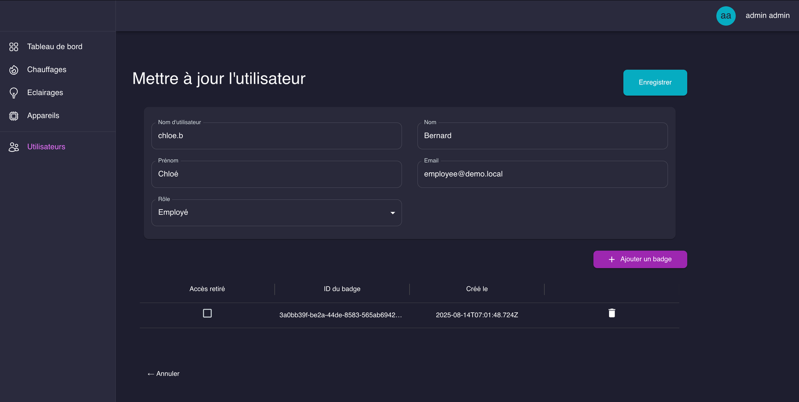 aa
admin admin
Tableau de bord
Chauffages
Eclairages
Appareils
Utilisateurs
Mettre à jour l'utilisateur
Enregistrer
Nom d'utilisateur
chloe.b
Nom
Bernard
Prénom
Chloé
Email
employee@demo.local
Rôle
Employé
+ Ajouter un badge
Accès retiré
ID du badge
Créé le
3a0bb39f-be2a-44de-8583-565ab6942...
2025-08-14T07:01:48.724Z
← Annuler